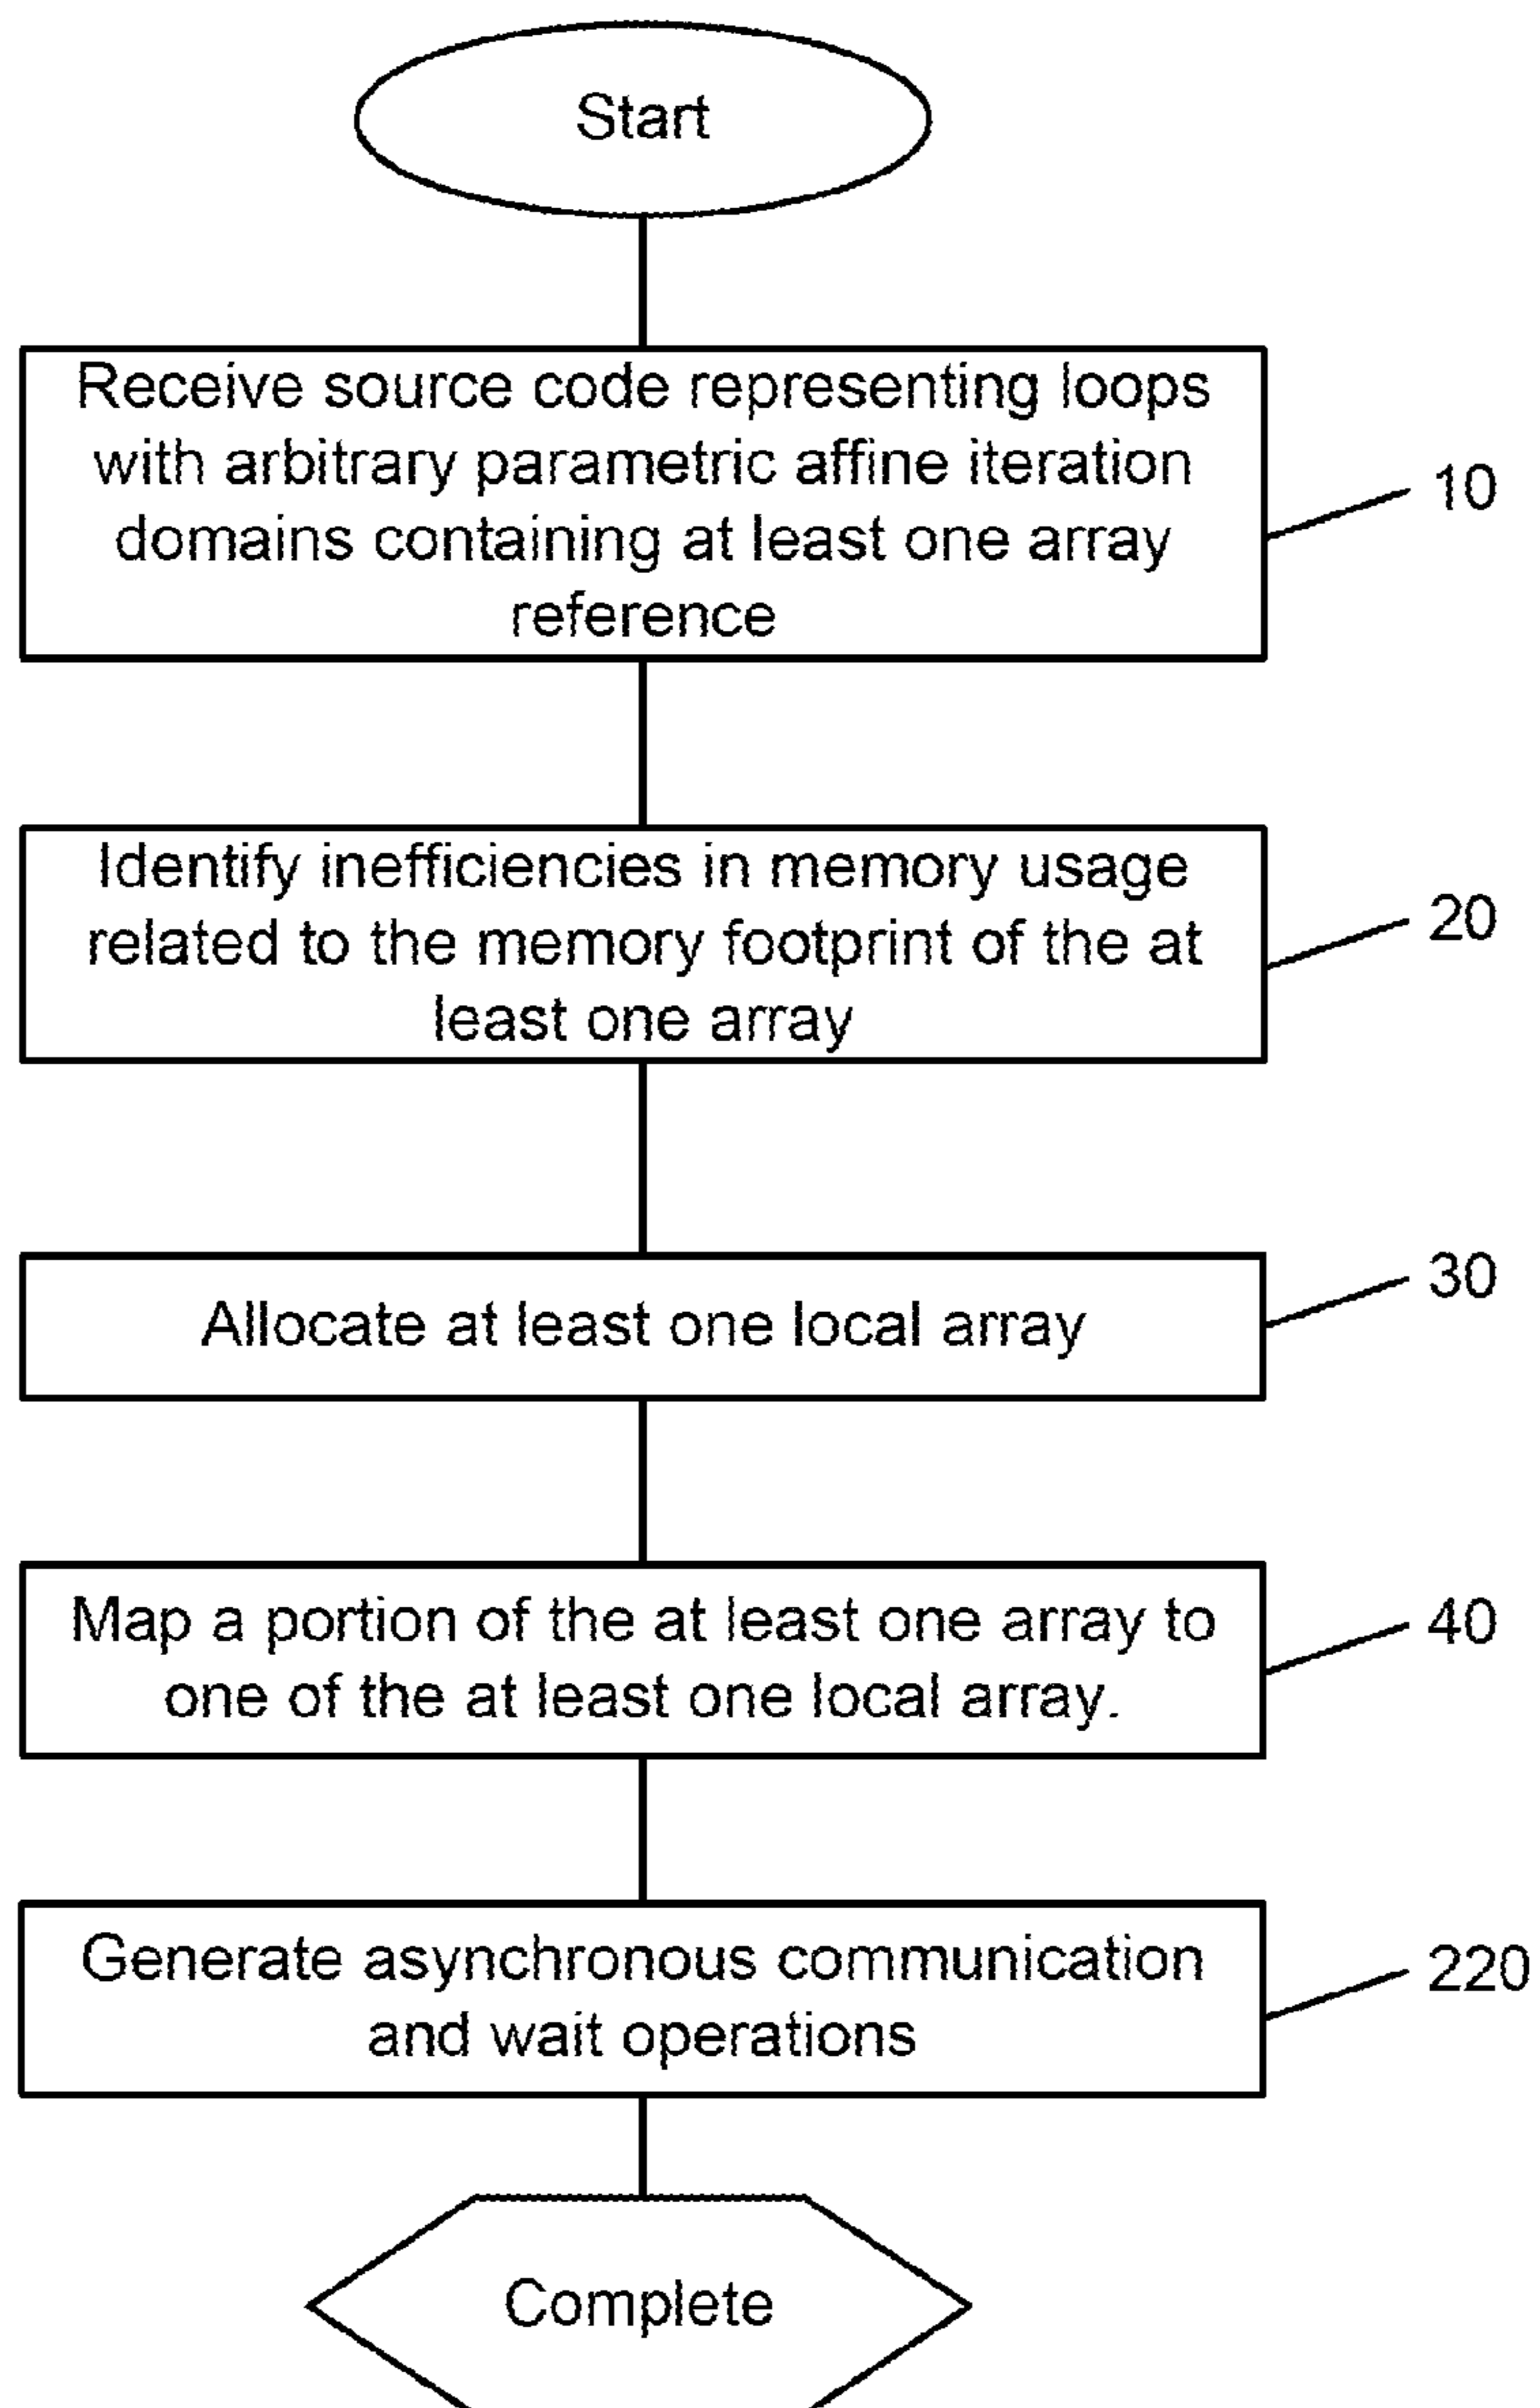 Start
Receive source code representing loops
with arbitrary parametric affine iteration
domains containing at least one array
reference
10
Identify inefficiencies in memory usage
related to the memory footprint of the at
least one array
20
Allocate at least one local array
30
Map a portion of the at least one array to
one of the at least one local array.
40
Generate asynchronous communication
and wait operations
220
Complete